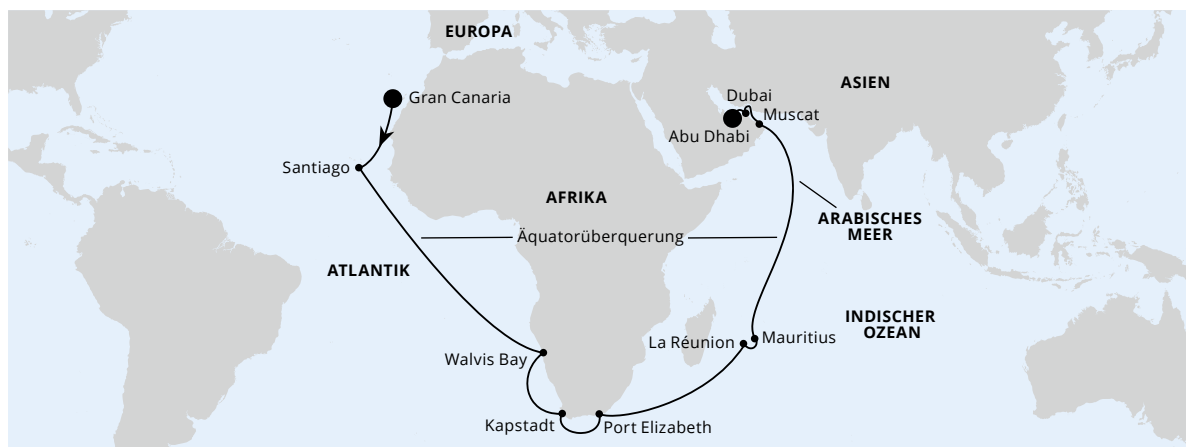 EUROPA
ASIEN
Gran Canaria
Dubai
Muscat
Abu Dhabi
Santiago
AFRIKA
ARABISCHES
MEER
Äquatorüberquerung
ATLANTIK
INDISCHER
OZEAN
La Réunion
Mauritius
Walvis Bay
Kapstadt
Port Elizabeth